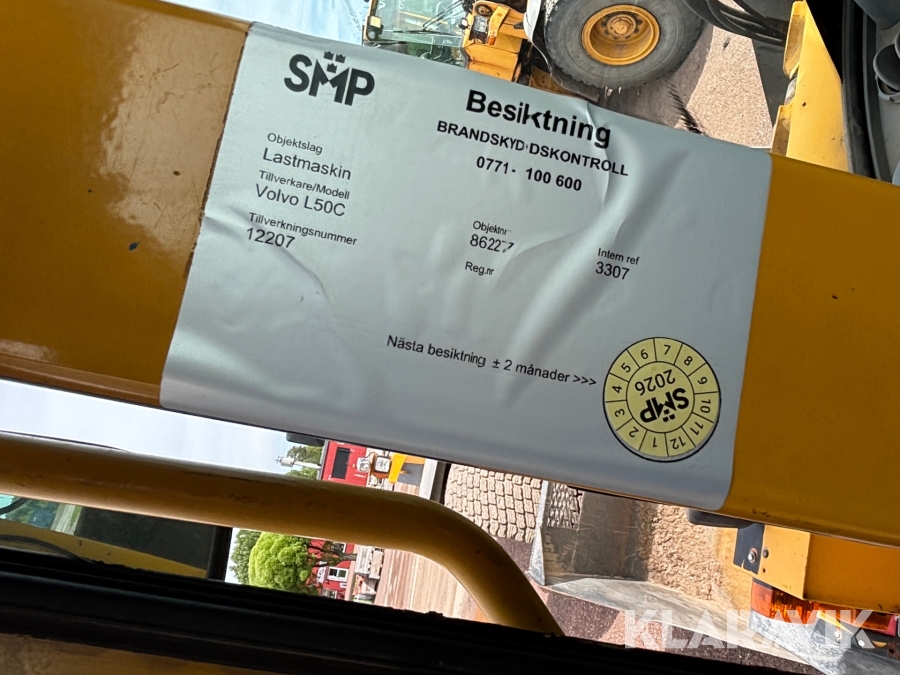 SMP
Besiktning
BRANDSKYDDSKONTROLL
0771- 100 600
Objektslag
Lastmaskin
Tillverkare/Modell
Volvo L50C
Tillverkningsnummer
12207
Objektnr
Reg.nr
Intern ref
3307
Nästa besiktning ± 2 månader >>>
1 2 3 4 5 6 7 8 9 10 11 12
2026
SMP
KLARAVIK